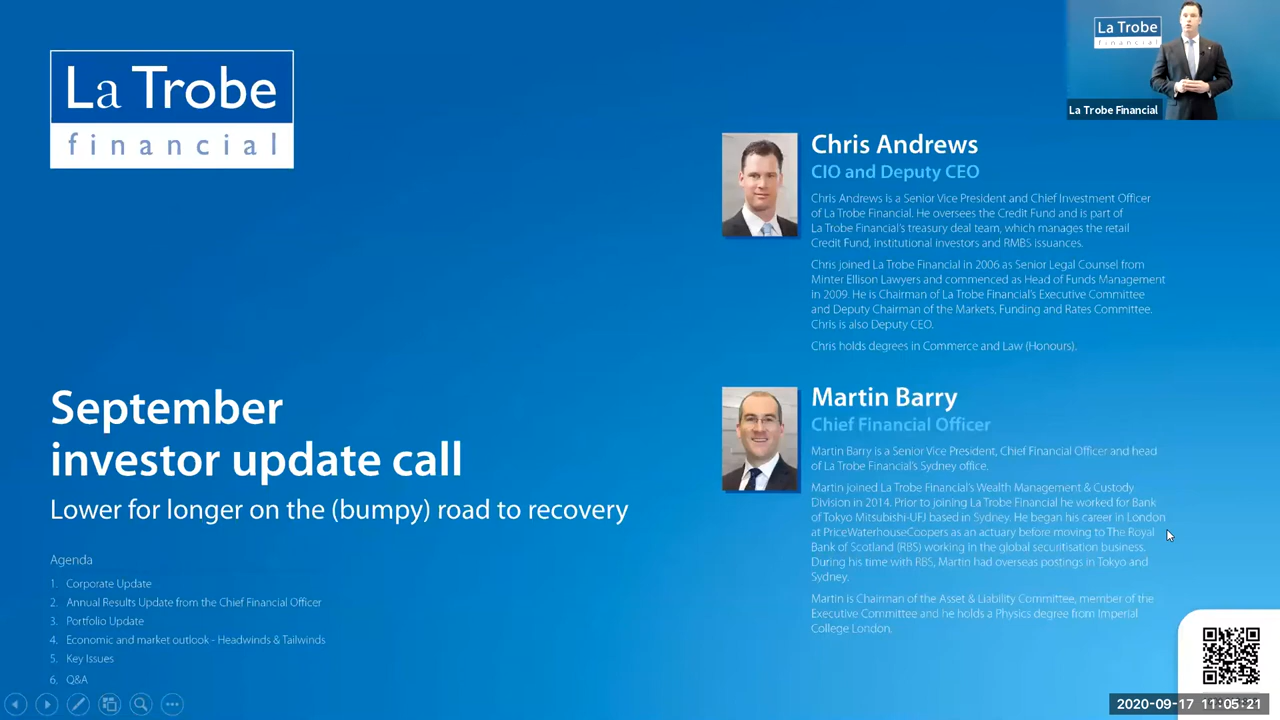 La Trobe
financial
September
investor update call
Lower for longer on the (bumpy) road to recovery
Agenda
1. Corporate Update
2. Annual Results Update from the Chief Financial Officer
3. Portfolio Update
4. Economic and market outlook - Headwinds & Tailwinds
5. Key Issues
6. Q&A
La Trobe
financial
La Trobe Financial
Chris Andrews
CIO and Deputy CEO
Chris Andrews is a Senior Vice President and Chief Investment Officer
of La Trobe Financial. He oversees the Credit Fund and is part of
La Trobe Financial's treasury deal team, which manages the retail
Credit Fund, institutional investors and RMBS issuances.
Chris joined La Trobe Financial in 2006 as Senior Legal Counsel from
Minter Ellison Lawyers and commenced as Head of Funds Management
in 2009. He is Chairman of La Trobe Financial's Executive Committee
and Deputy Chairman of the Markets, Funding and Rates Committee.
Chris is also Deputy CEO.
Chris holds degrees in Commerce and Law (Honours).
Martin Barry
Chief Financial Officer
Martin Barry is a Senior Vice President, Chief Financial Officer and head
of La Trobe Financial's Sydney office.
Martin joined La Trobe Financial's Wealth Management & Custody
Division in 2014. Prior to joining La Trobe Financial he worked for Bank
of Tokyo Mitsubishi-UFJ based in Sydney. He began his career in London
at PriceWaterhouseCoopers as an actuary before moving to The Royal
Bank of Scotland (RBS) working in the global securitisation business.
During his time with RBS, Martin had overseas postings in Tokyo and
Sydney.
Martin is Chairman of the Asset & Liability Committee, member of the
Executive Committee and he holds a Physics degree from Imperial
College London.
2020-09-17 11:05:21